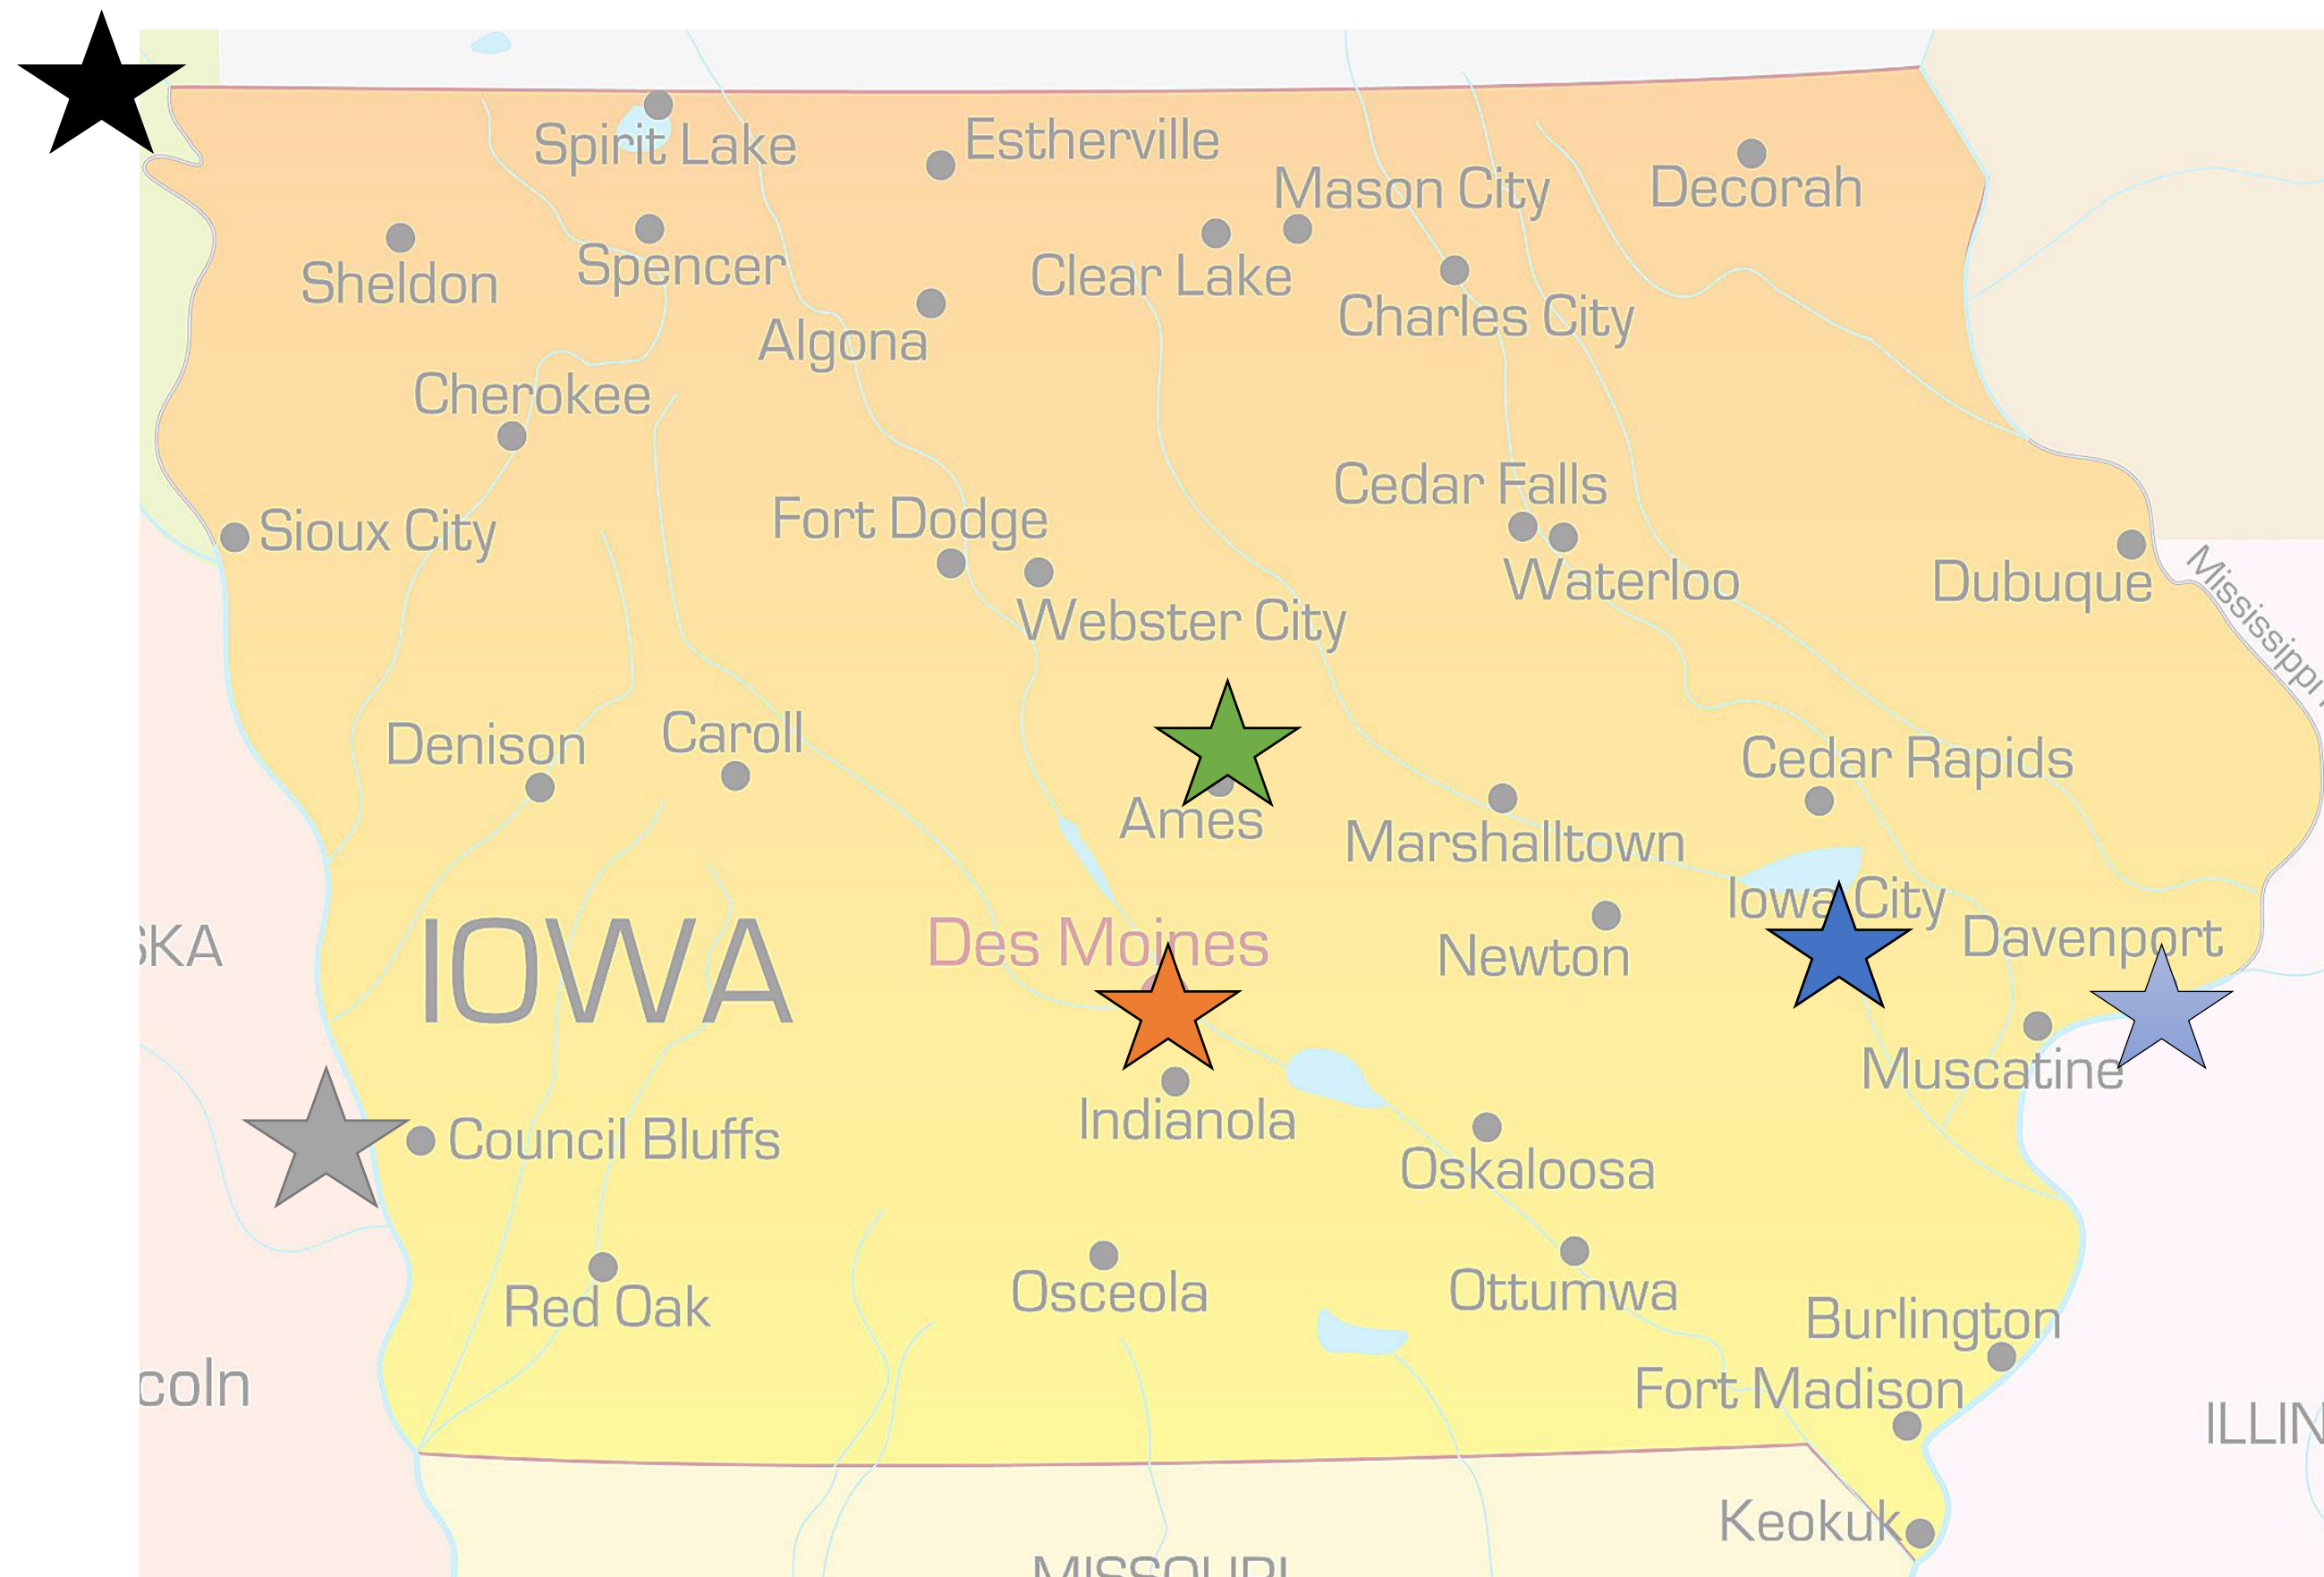 Spirit Lake
Estherville
Mason City
Decorah
Sheldon
Spencer
Clear Lake
Charles City
Algona
Cherokee
Cedar Falls
Sioux City
Fort Dodge
Waterloo
Dubuque
Webster City
Mississippi
Denison
Caroll
Cedar Rapids
Ames
Marshalltown
Iowa City
SKA
IOWA
Des Moines
Newton
Davenport
Muscatine
Indianola
Council Bluffs
Oskaloosa
Red Oak
Osceola
Ottumwa
Burlington
coln
Fort Madison
ILLIN
Keokuk
MISSOURI